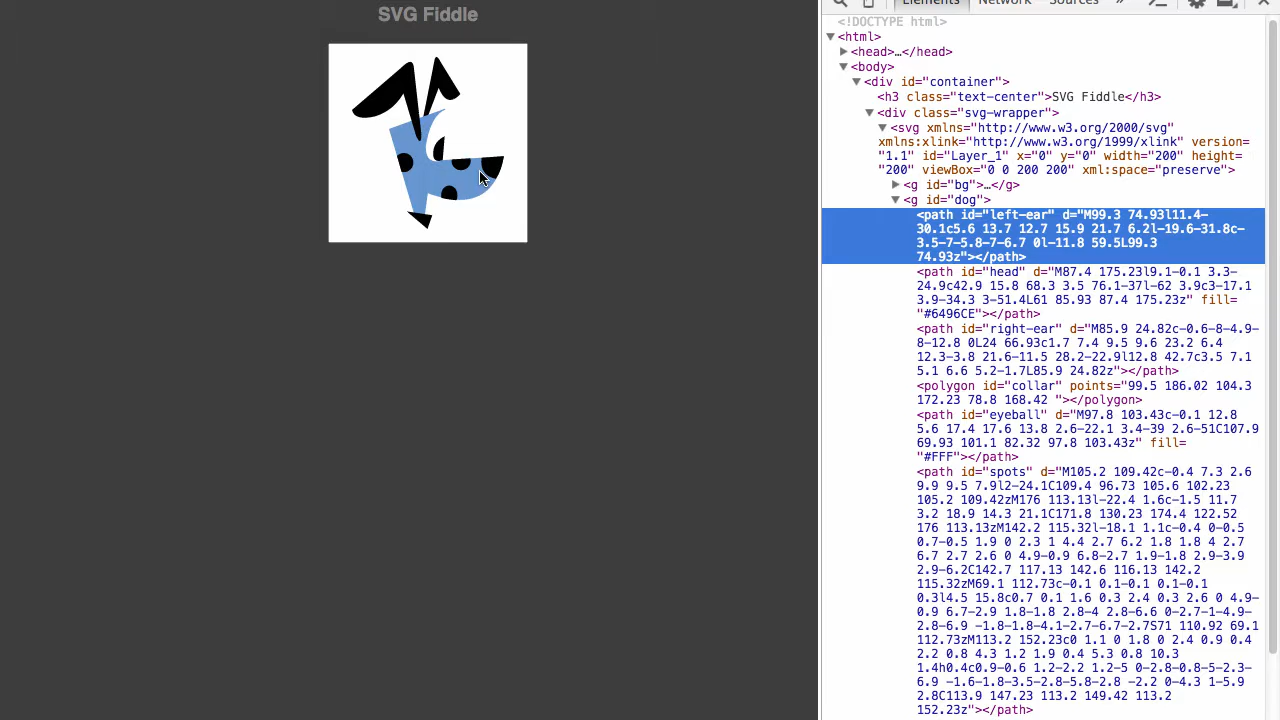 SVG Fiddle
Elements Network Sources »
<!DOCTYPE html>
▼<html>
▶<head>…</head>
▼<body>
▼<div id="container">
<h3 class="text-center">SVG Fiddle</h3>
▼<div class="svg-wrapper">
▼<svg xmlns="http://www.w3.org/2000/svg"
xmlns:xlink="http://www.w3.org/1999/xlink" version=
"1.1" id="Layer_1" x="0" y="0" width="200" height=
"200" viewBox="0 0 200 200" xml:space="preserve">
▶<g id="bg">…</g>
▼<g id="dog">
<path id="left-ear" d="M99.3 74.93l11.4-
30.1c5.6 13.7 12.7 15.9 21.7 6.2l-19.6-31.8c-
3.5-7-5.8-7-6.7 0l-11.8 59.5L99.3
74.93z"></path>
<path id="head" d="M87.4 175.23l9.1-0.1 3.3-
24.9c42.9 15.8 68.3 3.5 76.1-37l-62 3.9c3-17.1
3.9-34.3 3-51.4L61 85.93 87.4 175.23z" fill=
"#6496CE"></path>
<path id="right-ear" d="M85.9 24.82c-0.6-8-4.9-
8-12.8 0L24 66.93c1.7 7.4 9.5 9.6 23.2 6.4
12.3-3.8 21.6-11.5 28.2-22.9l12.8 42.7c3.5 7.1
5.1 6.6 5.2-1.7L85.9 24.82z"></path>
<polygon id="collar" points="99.5 186.02 104.3
172.23 78.8 168.42 "></polygon>
<path id="eyeball" d="M97.8 103.43c-0.1 12.8
5.6 17.4 17.6 13.8 2.6-22.1 3.4-39 2.6-51C107.9
69.93 101.1 82.32 97.8 103.43z" fill=
"#FFF"></path>
<path id="spots" d="M105.2 109.42c-0.4 7.3 2.6
9.9 9.5 7.9l2-24.1C109.4 96.73 105.6 102.23
105.2 109.42zM176 113.13l-22.4 1.6c-1.5 11.7
3.2 18.9 14.3 21.1C171.8 130.23 174.4 122.52
176 113.13zM142.2 115.32l-18.1 1.1c-0.4 0-0.5
0.7-0.5 1.9 0 2.3 1 4.4 2.7 6.2 1.8 1.8 4 2.7
6.7 2.7 2.6 0 4.9-0.9 6.8-2.7 1.9-1.8 2.9-3.9
2.9-6.2C142.7 117.13 142.6 116.13 142.2
115.32zM69.1 112.73c-0.1 0.1-0.1 0.1-0.1
0.3l4.5 15.8c0.7 0.1 1.6 0.3 2.4 0.3 2.6 0 4.9-
0.9 6.7-2.9 1.8-1.8 2.8-4 2.8-6.6 0-2.7-1-4.9-
2.8-6.9 -1.8-1.8-4.1-2.7-6.7-2.7S71 110.92 69.1
112.73zM113.2 152.23c0 1.1 0 1.8 0 2.4 0.9 0.4
2.2 0.8 4.3 1.2 1.9 0.4 5.3 0.8 10.3
1.4h0.4c0.9-0.6 1.2-2.2 1.2-5 0-2.8-0.8-5-2.3-
6.9 -1.6-1.8-3.5-2.8-5.8-2.8 -2.2 0-4.3 1-5.9
2.8C113.9 147.23 113.2 149.42 113.2
152.23z"></path>